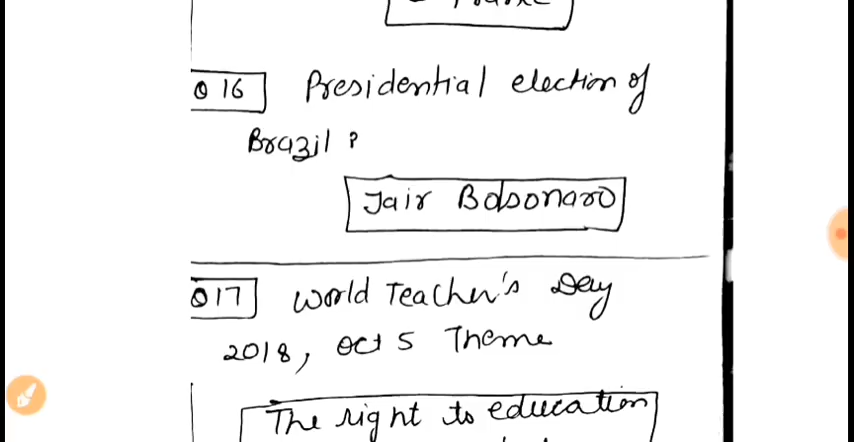 Q 16 Presidential election of
Brazil ?
Jair Bolsonaro
Q17 World Teacher's Day
2018, Oct 5 Theme
The right to education